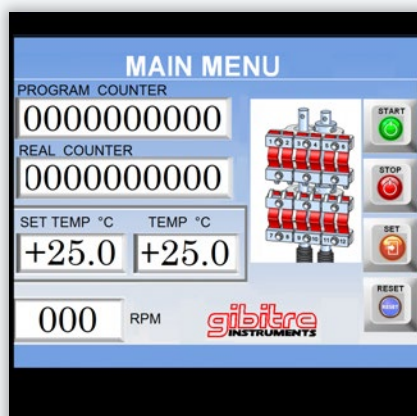 MAIN MENU
PROGRAM COUNTER
0000000000
REAL COUNTER
0000000000
SET TEMP °C TEMP °C
+25.0 +25.0
000 RPM
gibitre
INSTRUMENTS
START
STOP
SET
RESET
RESET